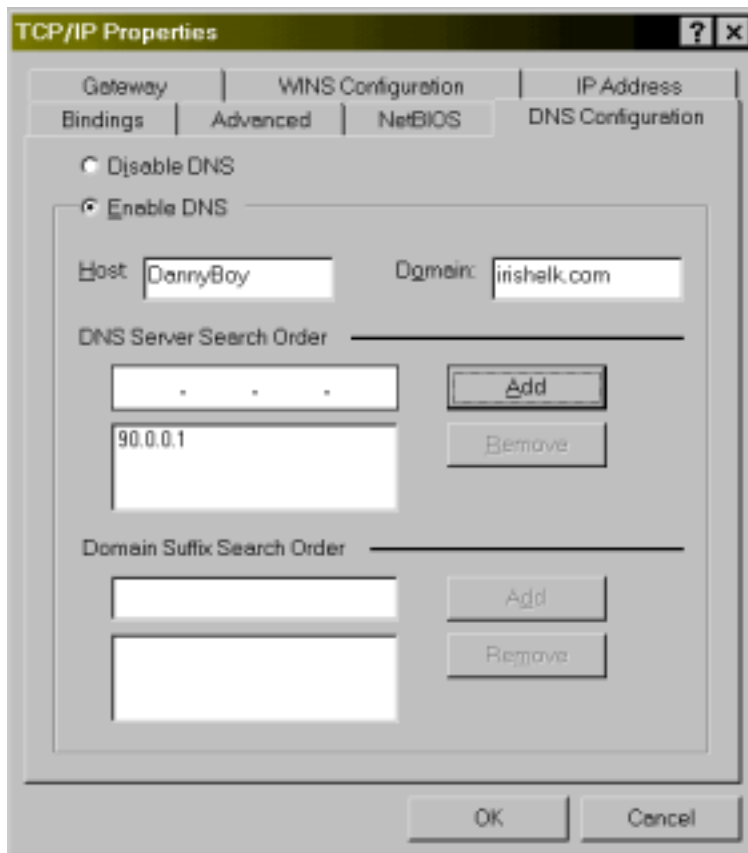 TCP/IP Properties
Gateway WINS Configuration IP Address
Bindings Advanced NetBIOS DNS Configuration
Disable DNS
Enable DNS
Host: DannyBoy Domain: irishelk.com
DNS Server Search Order
. . . Add
90.0.0.1 Remove
Domain Suffix Search Order
Add
Remove
OK Cancel